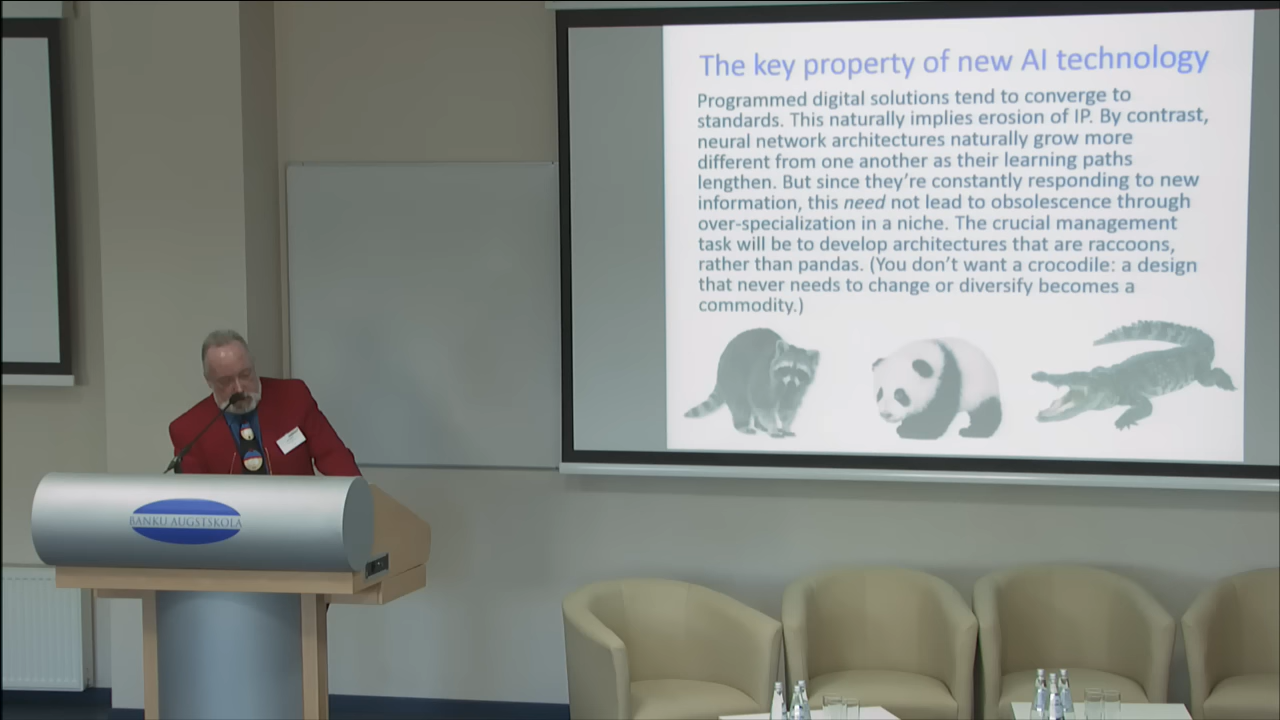 The key property of new AI technology
Programmed digital solutions tend to converge to
standards. This naturally implies erosion of IP. By contrast,
neural network architectures naturally grow more
different from one another as their learning paths
lengthen. But since they’re constantly responding to new
information, this need not lead to obsolescence through
over-specialization in a niche. The crucial management
task will be to develop architectures that are raccoons,
rather than pandas. (You don’t want a crocodile: a design
that never needs to change or diversify becomes a
commodity.)
BANKU AUGSTSKOLA